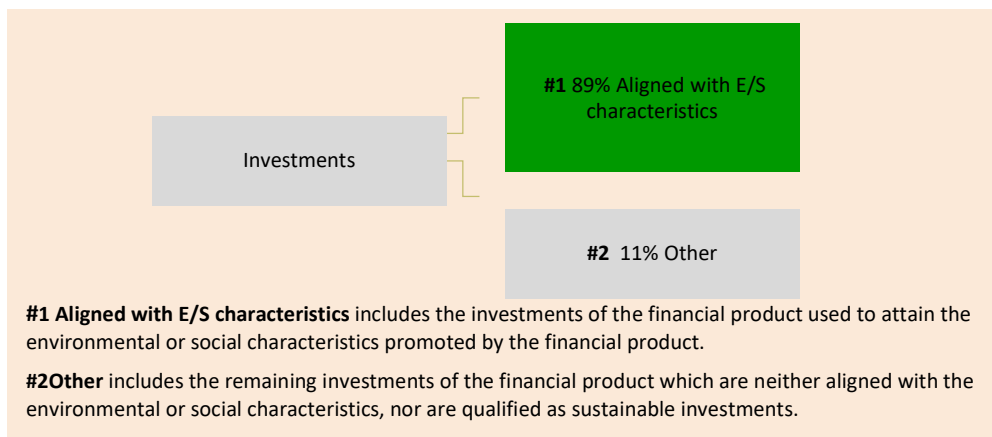 #1 89% Aligned with E/S
characteristics
Investments
#2 11% Other
#1 Aligned with E/S characteristics includes the investments of the financial product used to attain the
environmental or social characteristics promoted by the financial product.
#2Other includes the remaining investments of the financial product which are neither aligned with the
environmental or social characteristics, nor are qualified as sustainable investments.